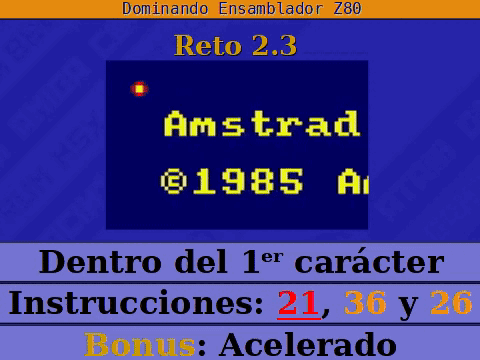 Dominando Ensamblador Z80
Reto 2.3
Amstrad
©1985
Dentro del 1er carácter
Instrucciones: 21, 36 y 26
Bonus: Acelerado